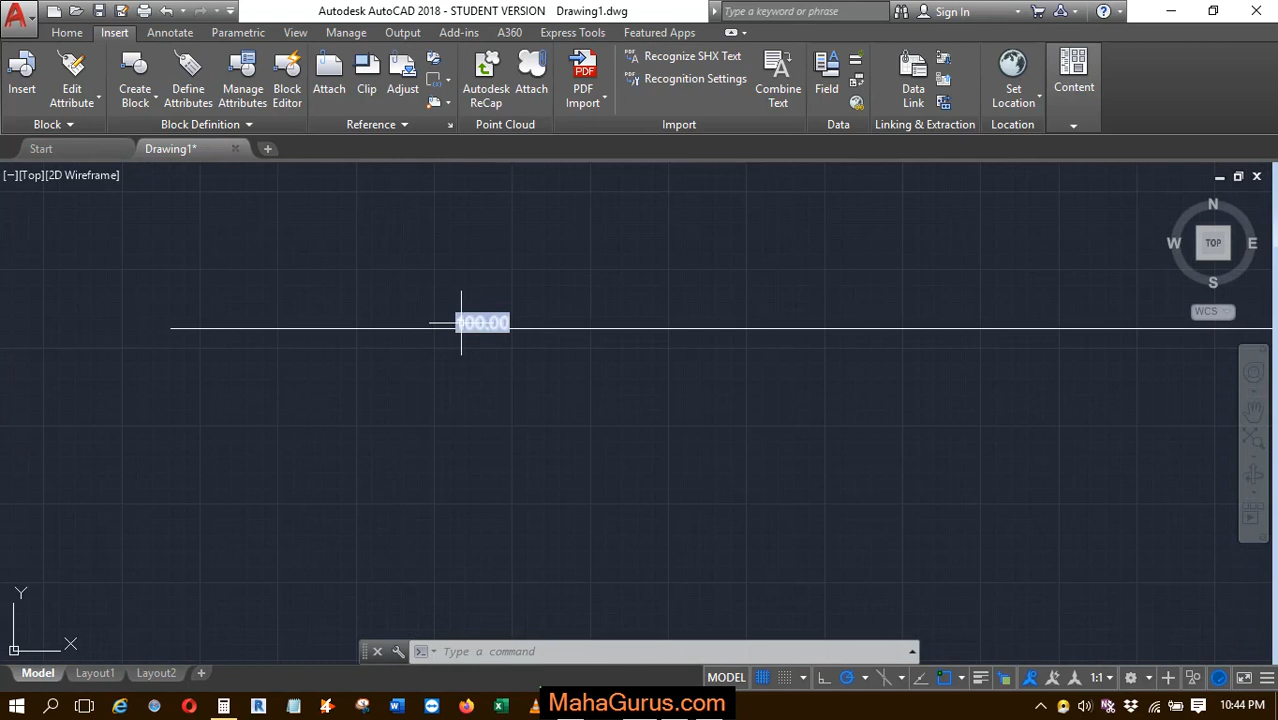 Autodesk AutoCAD 2018 - STUDENT VERSION Drawing1.dwg
Type a keyword or phrase
Sign In
Home Insert Annotate Parametric View Manage Output Add-ins A360 Express Tools Featured Apps
Insert
Edit Attribute
Create Block
Define Attributes
Manage Attributes
Block Editor
Attach
Clip
Adjust
Autodesk ReCap
Attach
PDF
PDF Import
Recognize SHX Text
Recognition Settings
Combine Text
Field
Data Link
Set Location
Content
Block
Block Definition
Reference
Point Cloud
Import
Data
Linking & Extraction
Location
Start
Drawing1*
[−][Top][2D Wireframe]
N
W
TOP
E
S
WCS
Y
X
Type a command
Model Layout1 Layout2
MODEL
1:1
MahaGurus.com
10:44 PM